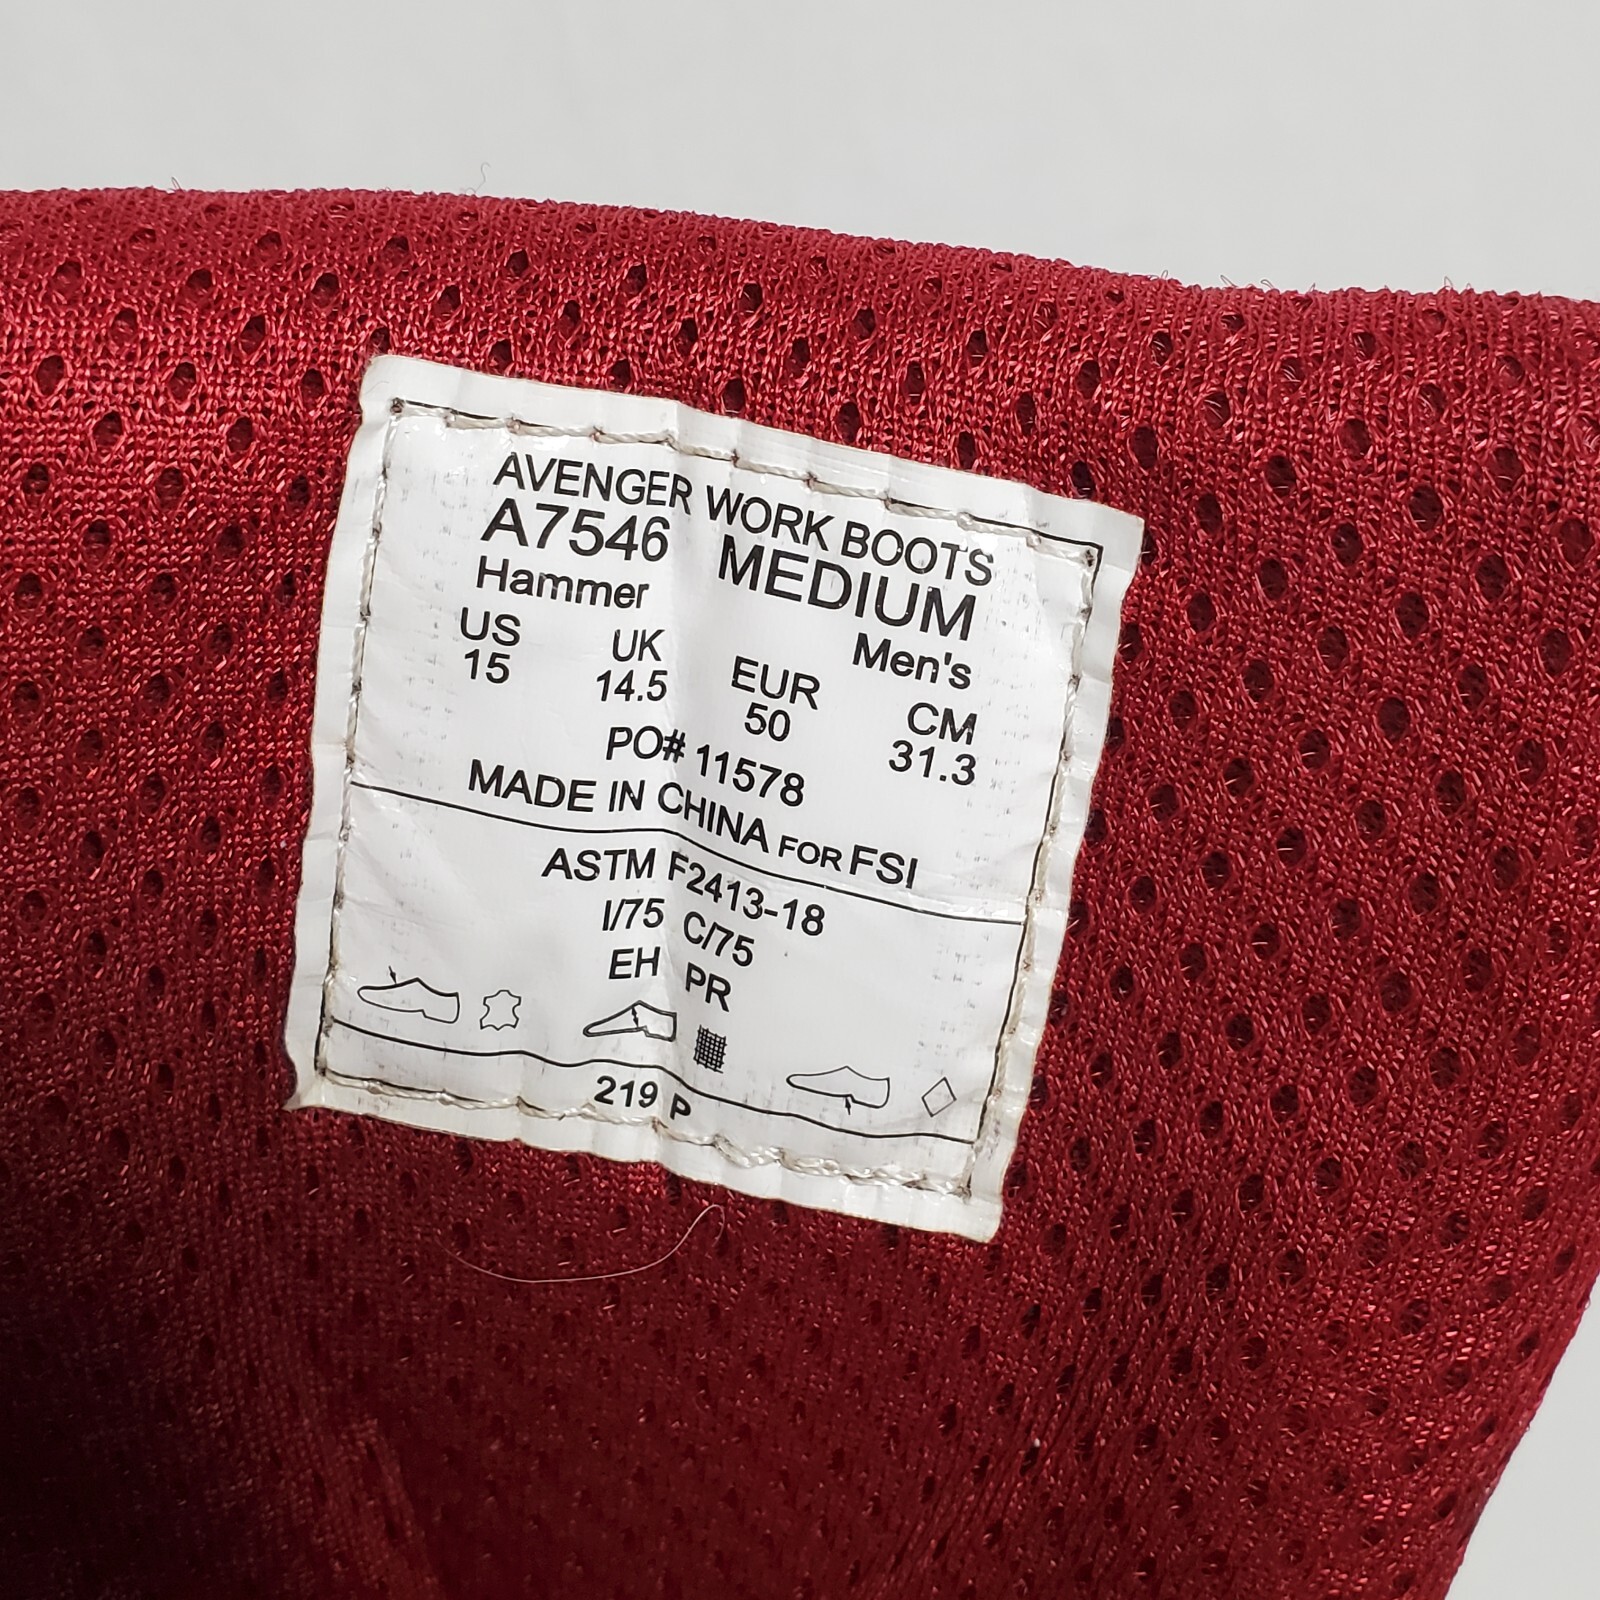 AVENGER WORK BOOTS
A7546 MEDIUM
Hammer Men's
US UK EUR CM
15 14.5 50 31.3
PO# 11578
MADE IN CHINA FOR FSI
ASTM F2413-18
I/75 C/75
EH PR
219 P